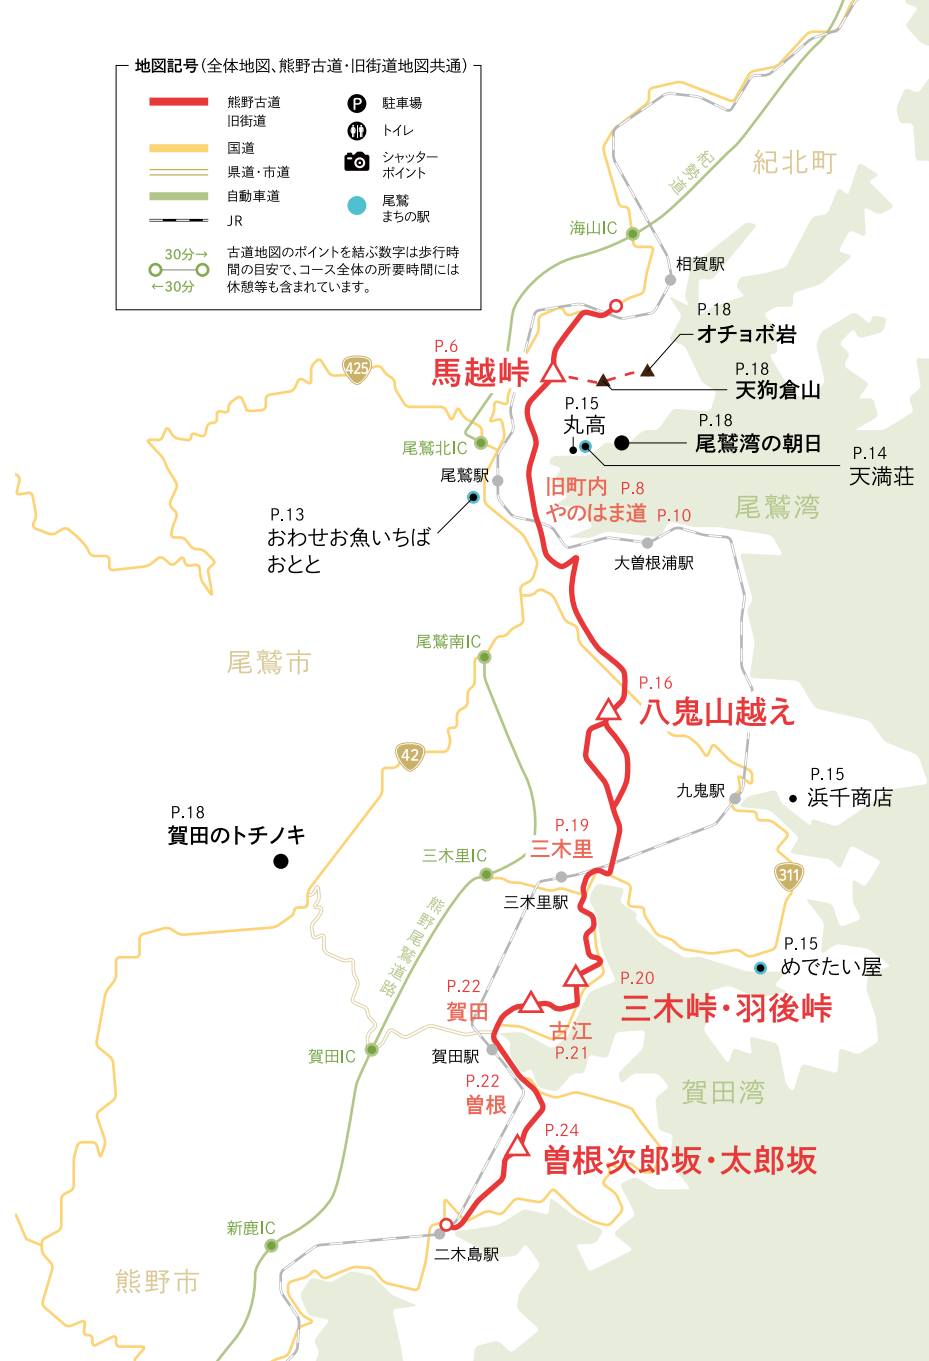 地図記号(全体地図、熊野古道・旧街道地図共通)
熊野古道
旧街道
国道
県道・市道
自動車道
JR
P
駐車場
トイレ
シャッター
ポイント
尾鷲
まちの駅
30分→
←30分
古道地図のポイントを結ぶ数字は歩行時
間の目安で、コース全体の所要時間には
休憩等も含まれています。
紀勢道
紀北町
海山IC
相賀駅
P.18
オチョボ岩
P.6
馬越峠
P.18
天狗倉山
425
P.15
丸高
P.18
尾鷲湾の朝日
尾鷲北IC
P.14
天満荘
尾鷲駅
旧町内 P.8
やのはま道 P.10
尾鷲湾
P.13
おわせお魚いちば
おとと
大曽根浦駅
尾鷲南IC
尾鷲市
P.16
八鬼山越え
42
九鬼駅
P.15
浜千商店
P.18
賀田のトチノキ
P.19
三木里
三木里IC
311
三木里駅
熊野尾鷲道路
P.15
めでたい屋
P.20
三木峠・羽後峠
P.22
賀田
古江
P.21
賀田IC
賀田駅
P.22
曽根
賀田湾
P.24
曽根次郎坂・太郎坂
新鹿IC
二木島駅
熊野市